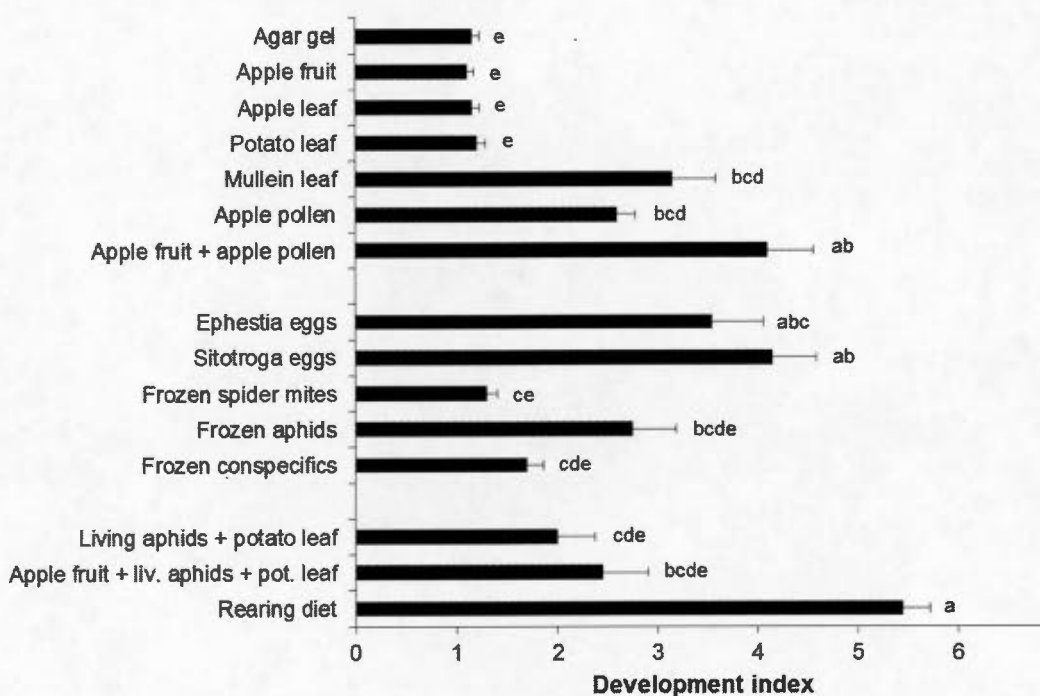 Agar gel e
Apple fruit e
Apple leaf e
Potato leaf e
Mullein leaf bcd
Apple pollen bcd
Apple fruit + apple pollen ab
Ephestia eggs abc
Sitotroga eggs ab
Frozen spider mites ce
Frozen aphids bcde
Frozen conspecifics cde
Living aphids + potato leaf cde
Apple fruit + liv. aphids + pot. leaf bcde
Rearing diet a
0 1 2 3 4 5 6
Development index